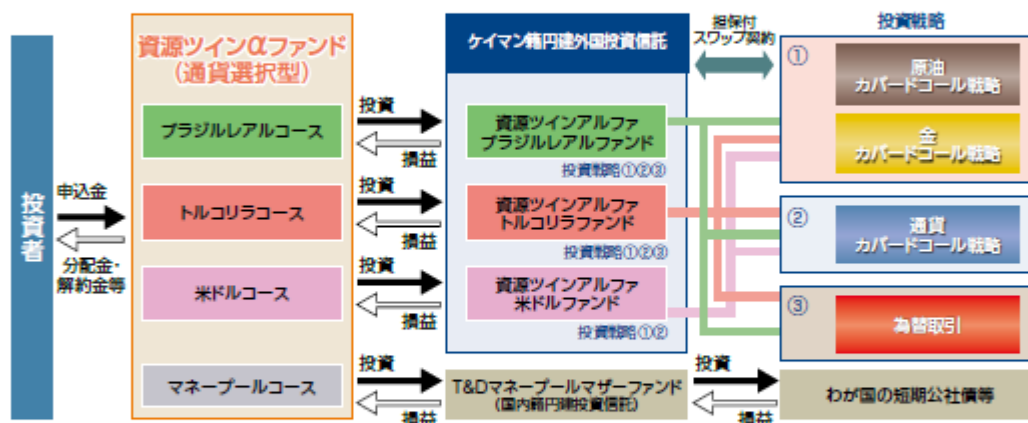 投資者
申込金
分配金・
解約金等
資源ツインαファンド
(通貨選択型)
ブラジルレアルコース
トルコリラコース
米ドルコース
マネープールコース
投資
損益
投資
損益
投資
損益
投資
損益
ケイマン籍円建外国投資信託
資源ツインアルファ
ブラジルレアルファンド
投資戦略①②③
資源ツインアルファ
トルコリラファンド
投資戦略①②③
資源ツインアルファ
米ドルファンド
投資戦略①②
T&Dマネープールマザーファンド
(国内籍円建投資信託)
担保付
スワップ契約
投資
損益
投資戦略
①
原油
カバードコール戦略
金
カバードコール戦略
②
通貨
カバードコール戦略
③
為替取引
わが国の短期公社債等